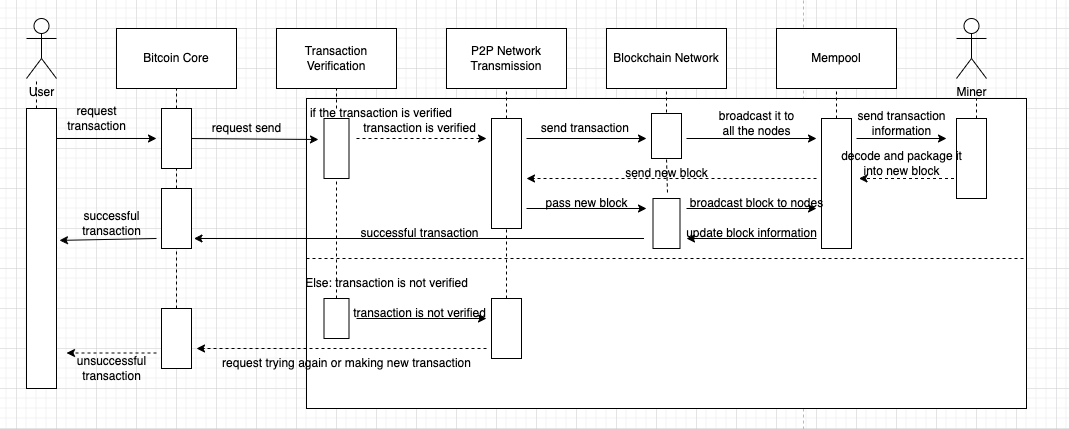 User
Bitcoin Core
Transaction
Verification
P2P Network
Transmission
Blockchain Network
Mempool
Miner
request
transaction
request send
if the transaction is verified
transaction is verified
send transaction
broadcast it to
all the nodes
send transaction
information
decode and package it
into new block
send new block
pass new block
broadcast block to nodes
update block information
successful transaction
successful
transaction
Else: transaction is not verified
transaction is not verified
request trying again or making new transaction
unsuccessful
transaction